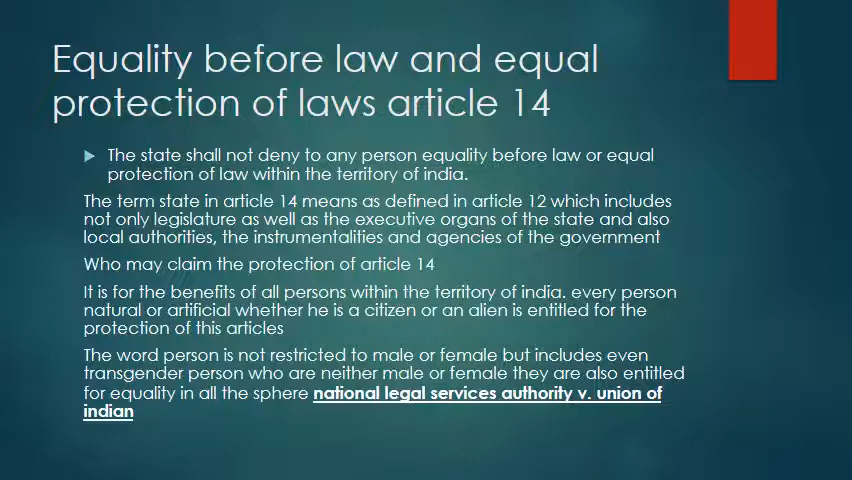 Equality before law and equal
protection of laws article 14
The state shall not deny to any person equality before law or equal
protection of law within the territory of india.
The term state in article 14 means as defined in article 12 which includes
not only legislature as well as the executive organs of the state and also
local authorities, the instrumentalities and agencies of the government
Who may claim the protection of article 14
It is for the benefits of all persons within the territory of india. every person
natural or artificial whether he is a citizen or an alien is entitled for the
protection of this articles
The word person is not restricted to male or female but includes even
transgender person who are neither male or female they are also entitled
for equality in all the sphere national legal services authority v. union of
indian